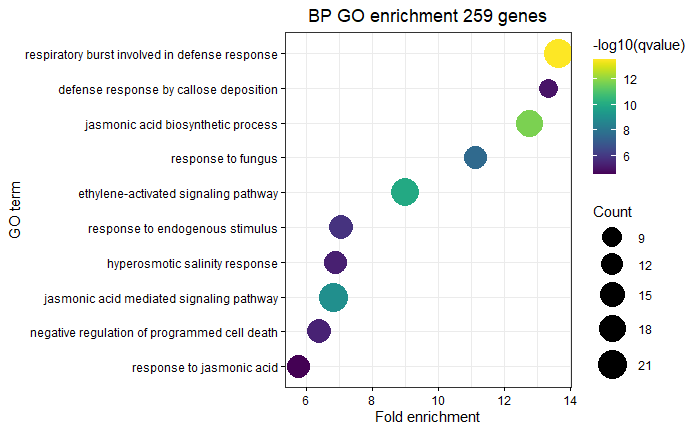 BP GO enrichment 259 genes
GO term
respiratory burst involved in defense response
defense response by callose deposition
jasmonic acid biosynthetic process
response to fungus
ethylene-activated signaling pathway
response to endogenous stimulus
hyperosmotic salinity response
jasmonic acid mediated signaling pathway
negative regulation of programmed cell death
response to jasmonic acid
6 8 10 12 14
Fold enrichment
-log10(qvalue)
12
10
8
6
Count
9
12
15
18
21